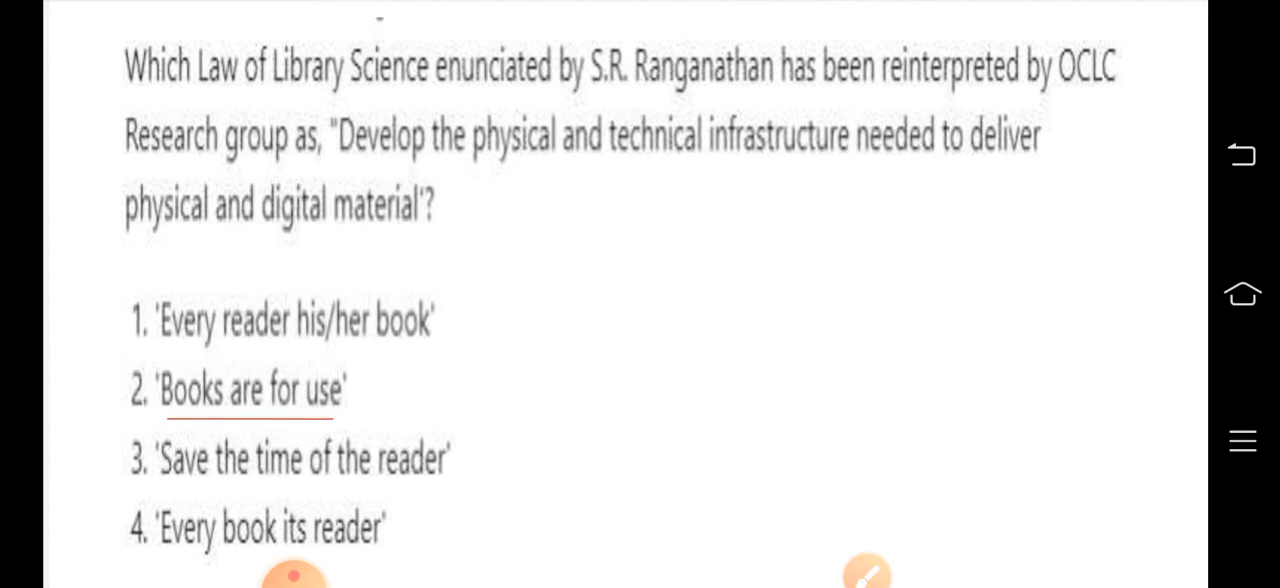 Which Law of Library Science enunciated by S.R. Ranganathan has been reinterpreted by OCLC
Research group as, "Develop the physical and technical infrastructure needed to deliver
physical and digital material'?
1. 'Every reader his/her book'
2. 'Books are for use'
3. 'Save the time of the reader'
4. 'Every book its reader'